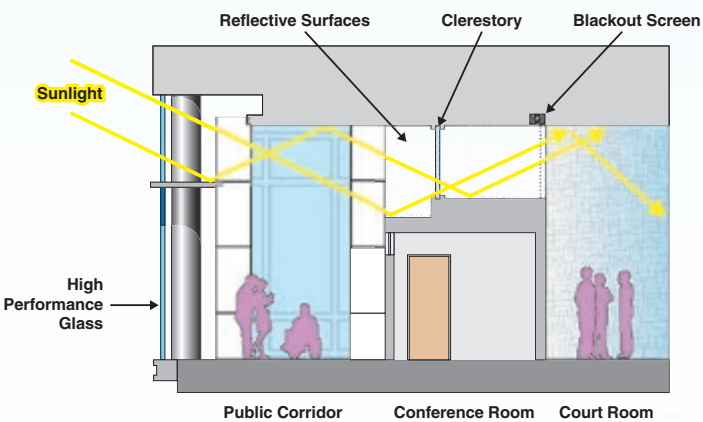 Reflective Surfaces
Clerestory
Blackout Screen
Sunlight
High
Performance
Glass
Public Corridor
Conference Room
Court Room